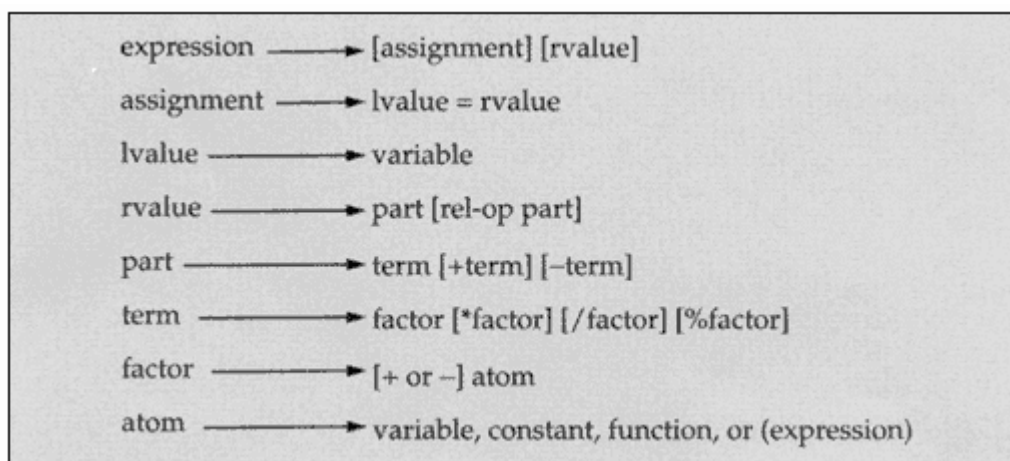 expression ⟶ [assignment] [rvalue]
assignment ⟶ lvalue = rvalue
lvalue ⟶ variable
rvalue ⟶ part [rel-op part]
part ⟶ term [+term] [–term]
term ⟶ factor [*factor] [/factor] [%factor]
factor ⟶ [+ or –] atom
atom ⟶ variable, constant, function, or (expression)